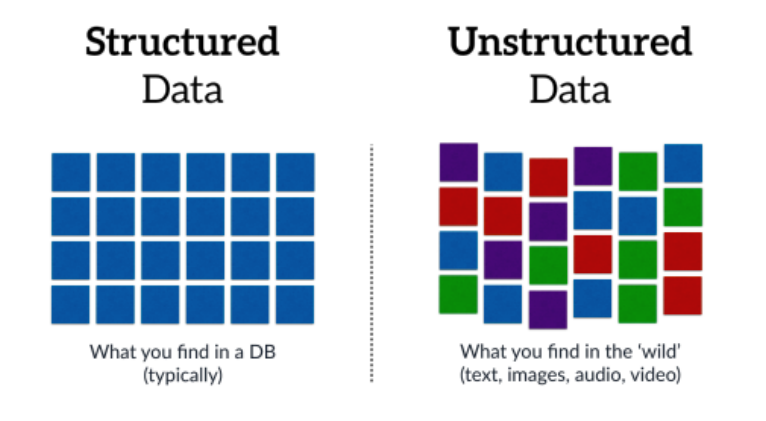 Structured
Data
What you find in a DB
(typically)
Unstructured
Data
What you find in the 'wild'
(text, images, audio, video)